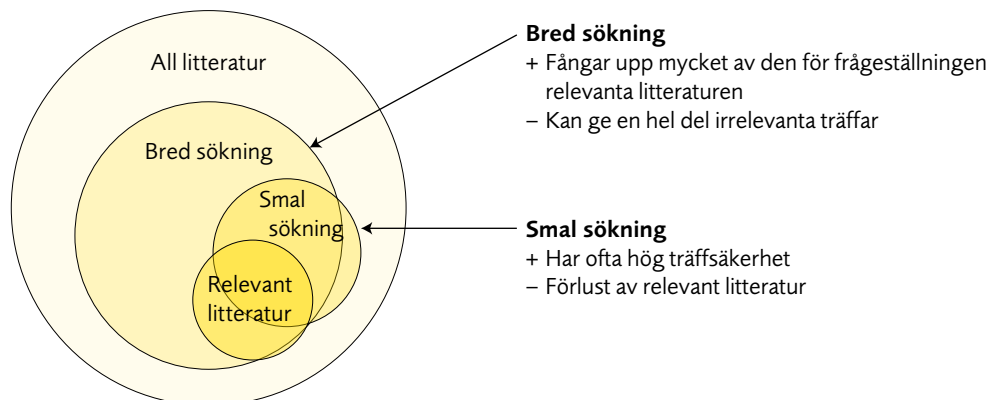 All litteratur
Bred sökning
Smal
sökning
Relevant
litteratur
Bred sökning
+ Fångar upp mycket av den för frågeställningen
relevanta litteraturen
– Kan ge en hel del irrelevanta träffar
Smal sökning
+ Har ofta hög träffsäkerhet
– Förlust av relevant litteratur